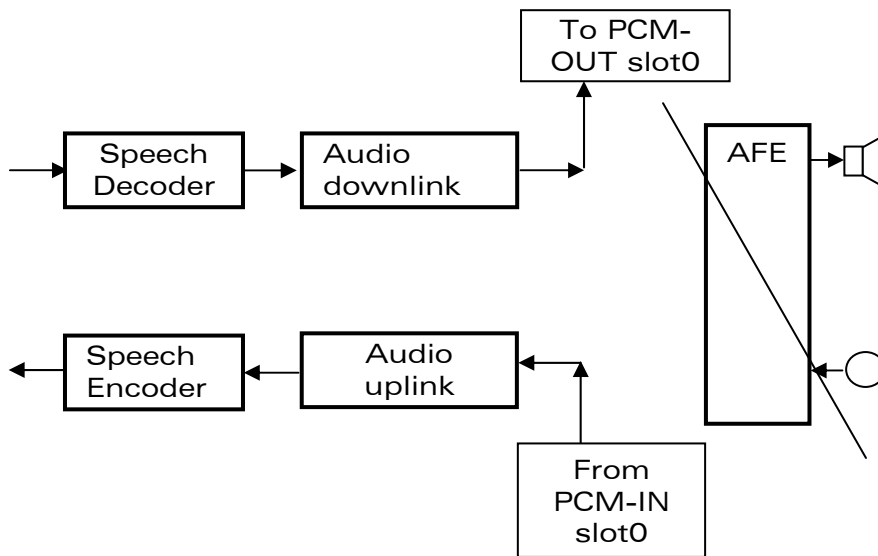 To PCM-
OUT slot0
Speech
Decoder
Audio
downlink
AFE
Speech
Encoder
Audio
uplink
From
PCM-IN
slot0